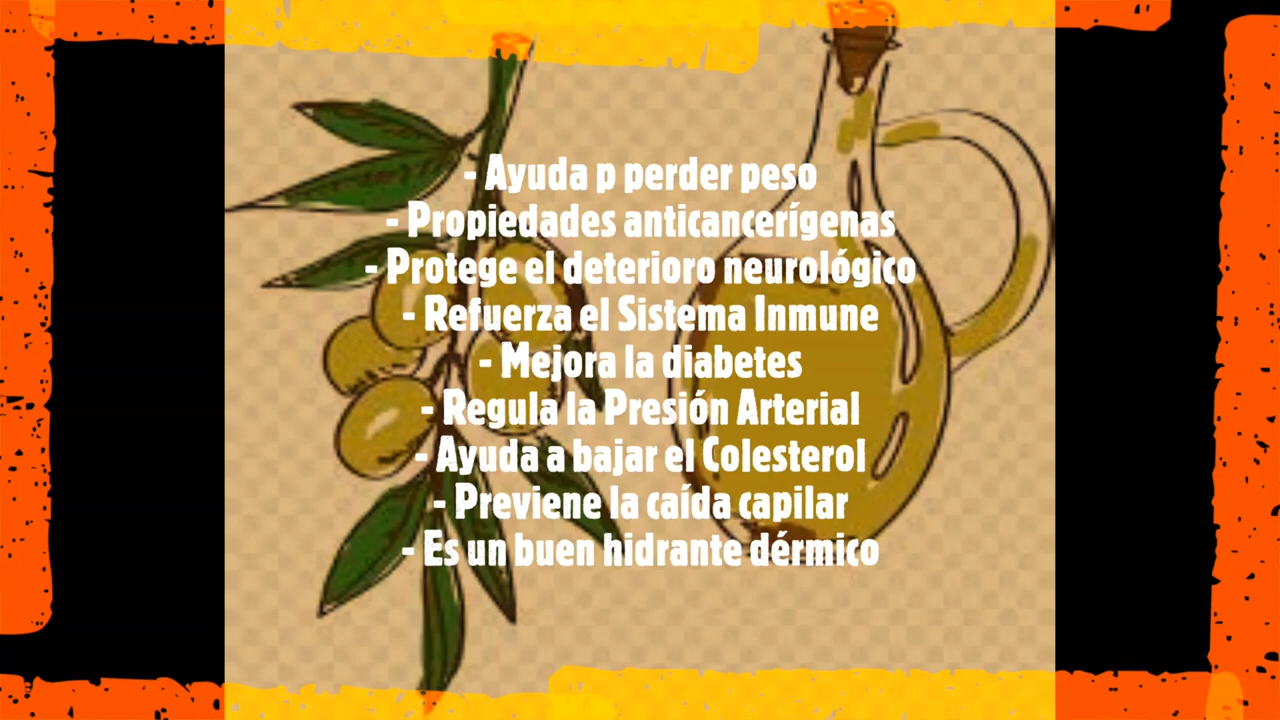 - Ayuda p perder peso
- Propiedades anticancerígenas
- Protege el deterioro neurológico
- Refuerza el Sistema Inmune
- Mejora la diabetes
- Regula la Presión Arterial
- Ayuda a bajar el Colesterol
- Previene la caída capilar
- Es un buen hidrante dérmico